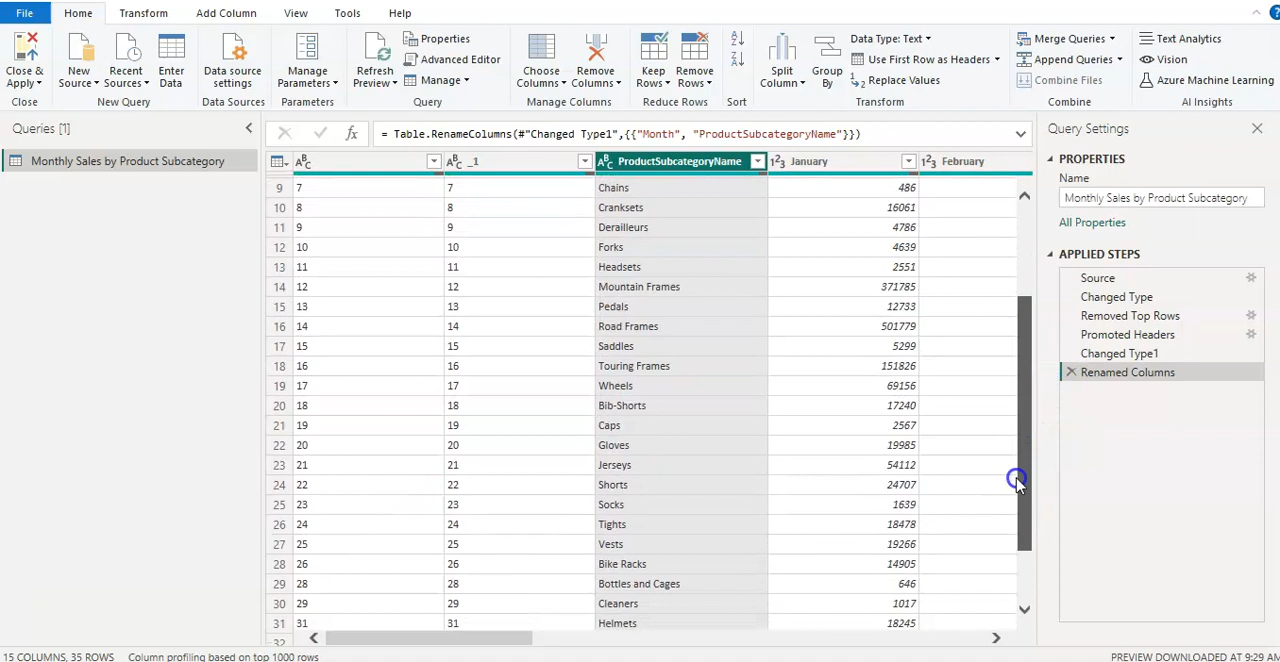 File Home Transform Add Column View Tools Help
Close & Apply
New Source
Recent Sources
Enter Data
Data source settings
Manage Parameters
Refresh Preview
Properties
Advanced Editor
Manage
Choose Columns
Remove Columns
Keep Rows
Remove Rows
Split Column
Group By
Data Type: Text
Use First Row as Headers
Replace Values
Merge Queries
Append Queries
Combine Files
Text Analytics
Vision
Azure Machine Learning
Close New Query Data Sources Parameters Query Manage Columns Reduce Rows Sort Transform Combine AI Insights
Queries [1]
Monthly Sales by Product Subcategory
fx = Table.RenameColumns(#"Changed Type1",{{"Month", "ProductSubcategoryName"}})
ABC ABC _1 ABC ProductSubcategoryName 123 January 123 February
9 7 7 Chains 486
10 8 8 Cranksets 16061
11 9 9 Derailleurs 4786
12 10 10 Forks 4639
13 11 11 Headsets 2551
14 12 12 Mountain Frames 371785
15 13 13 Pedals 12733
16 14 14 Road Frames 501779
17 15 15 Saddles 5299
18 16 16 Touring Frames 151826
19 17 17 Wheels 69156
20 18 18 Bib-Shorts 17240
21 19 19 Caps 2567
22 20 20 Gloves 19985
23 21 21 Jerseys 54112
24 22 22 Shorts 24707
25 23 23 Socks 1639
26 24 24 Tights 18478
27 25 25 Vests 19266
28 26 26 Bike Racks 14905
29 28 28 Bottles and Cages 646
30 29 29 Cleaners 1017
31 31 31 Helmets 18245
32
Query Settings
PROPERTIES
Name
Monthly Sales by Product Subcategory
All Properties
APPLIED STEPS
Source
Changed Type
Removed Top Rows
Promoted Headers
Changed Type1
Renamed Columns
15 COLUMNS, 35 ROWS Column profiling based on top 1000 rows PREVIEW DOWNLOADED AT 9:29 AM